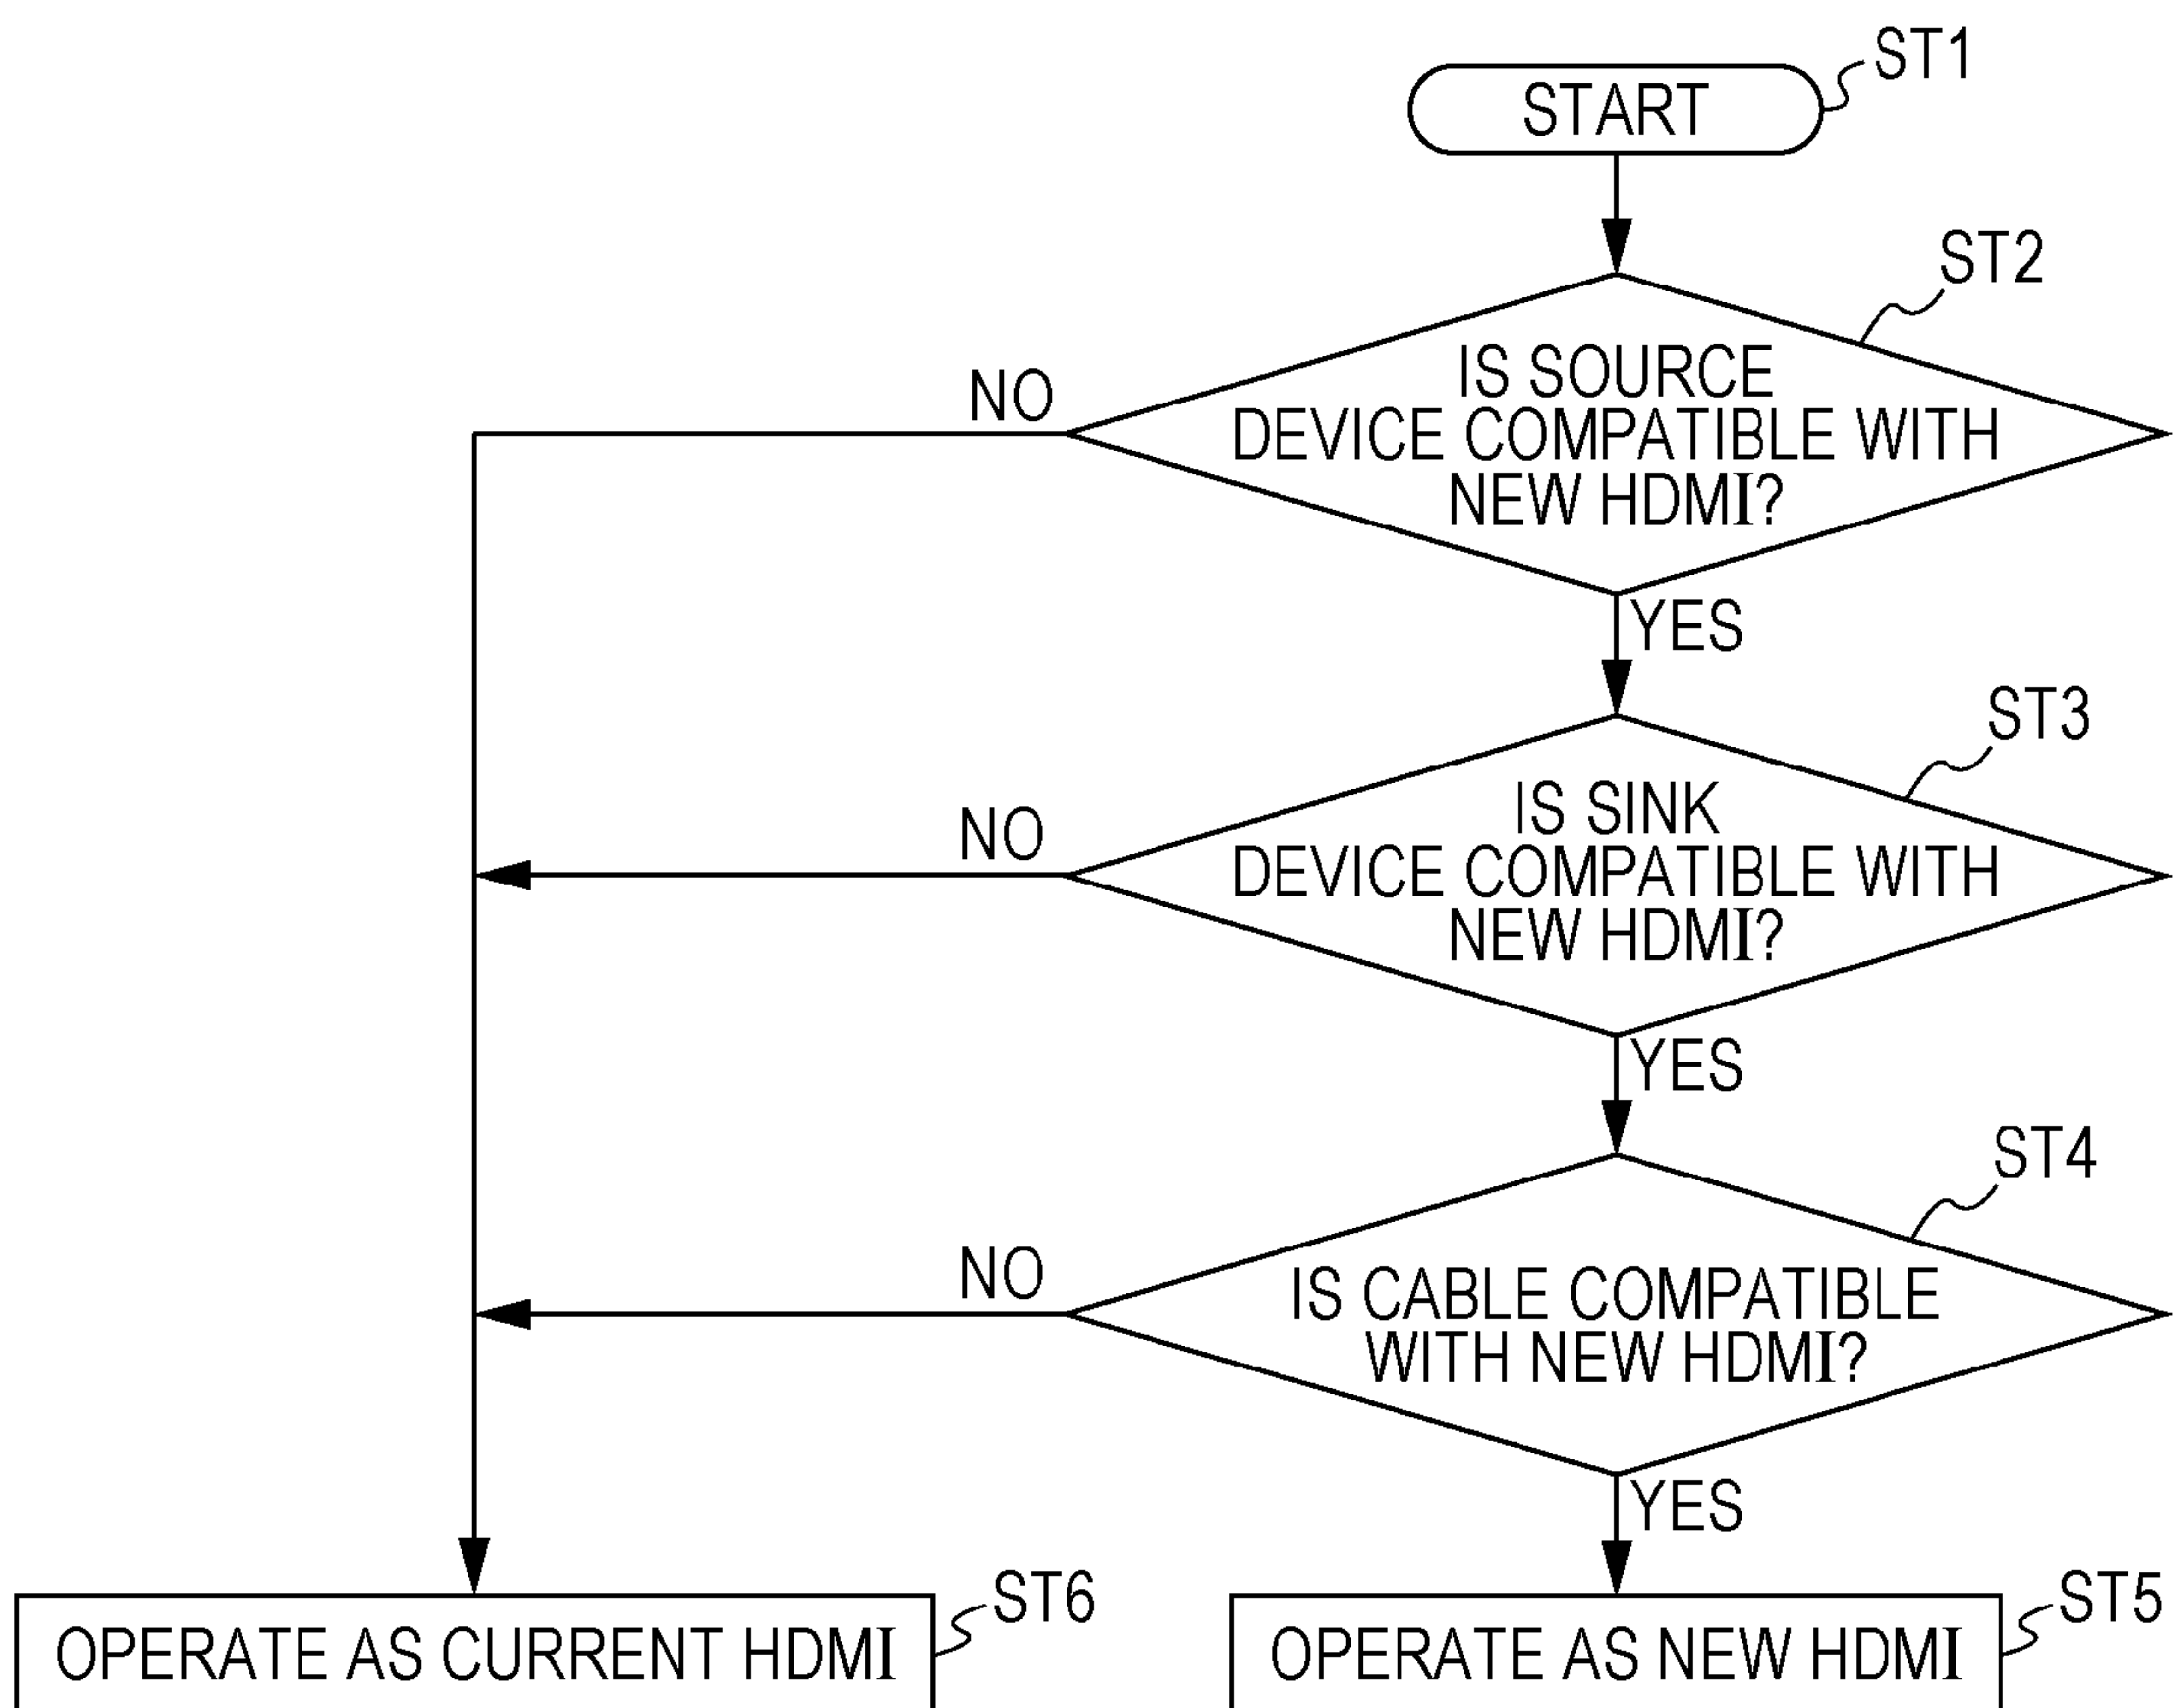 START
ST1
ST2
IS SOURCE
DEVICE COMPATIBLE WITH
NEW HDMI?
NO
YES
ST3
IS SINK
DEVICE COMPATIBLE WITH
NEW HDMI?
NO
YES
ST4
IS CABLE COMPATIBLE
WITH NEW HDMI?
NO
YES
OPERATE AS CURRENT HDMI
ST6
OPERATE AS NEW HDMI
ST5